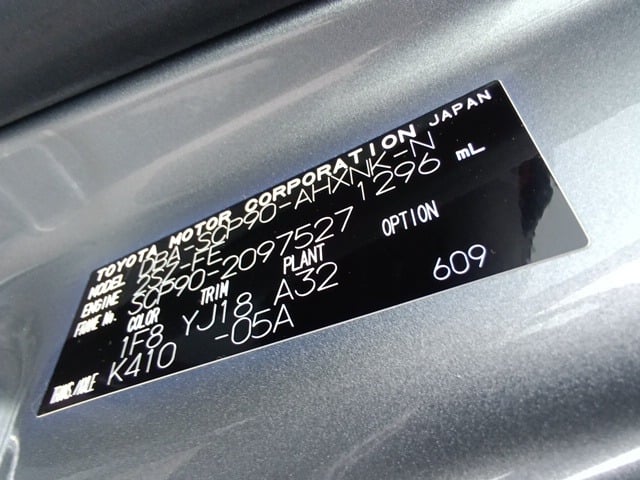 TOYOTA MOTOR CORPORATION JAPAN
MODEL DBA-SCP90-AHXNK-N
ENGINE 2SZ-FE 1296 mL
FRAME No. SCP90-2097527
COLOR TRIM PLANT OPTION
1F8 YJ18 A32 609
TRANS./AXLE K410 -05A